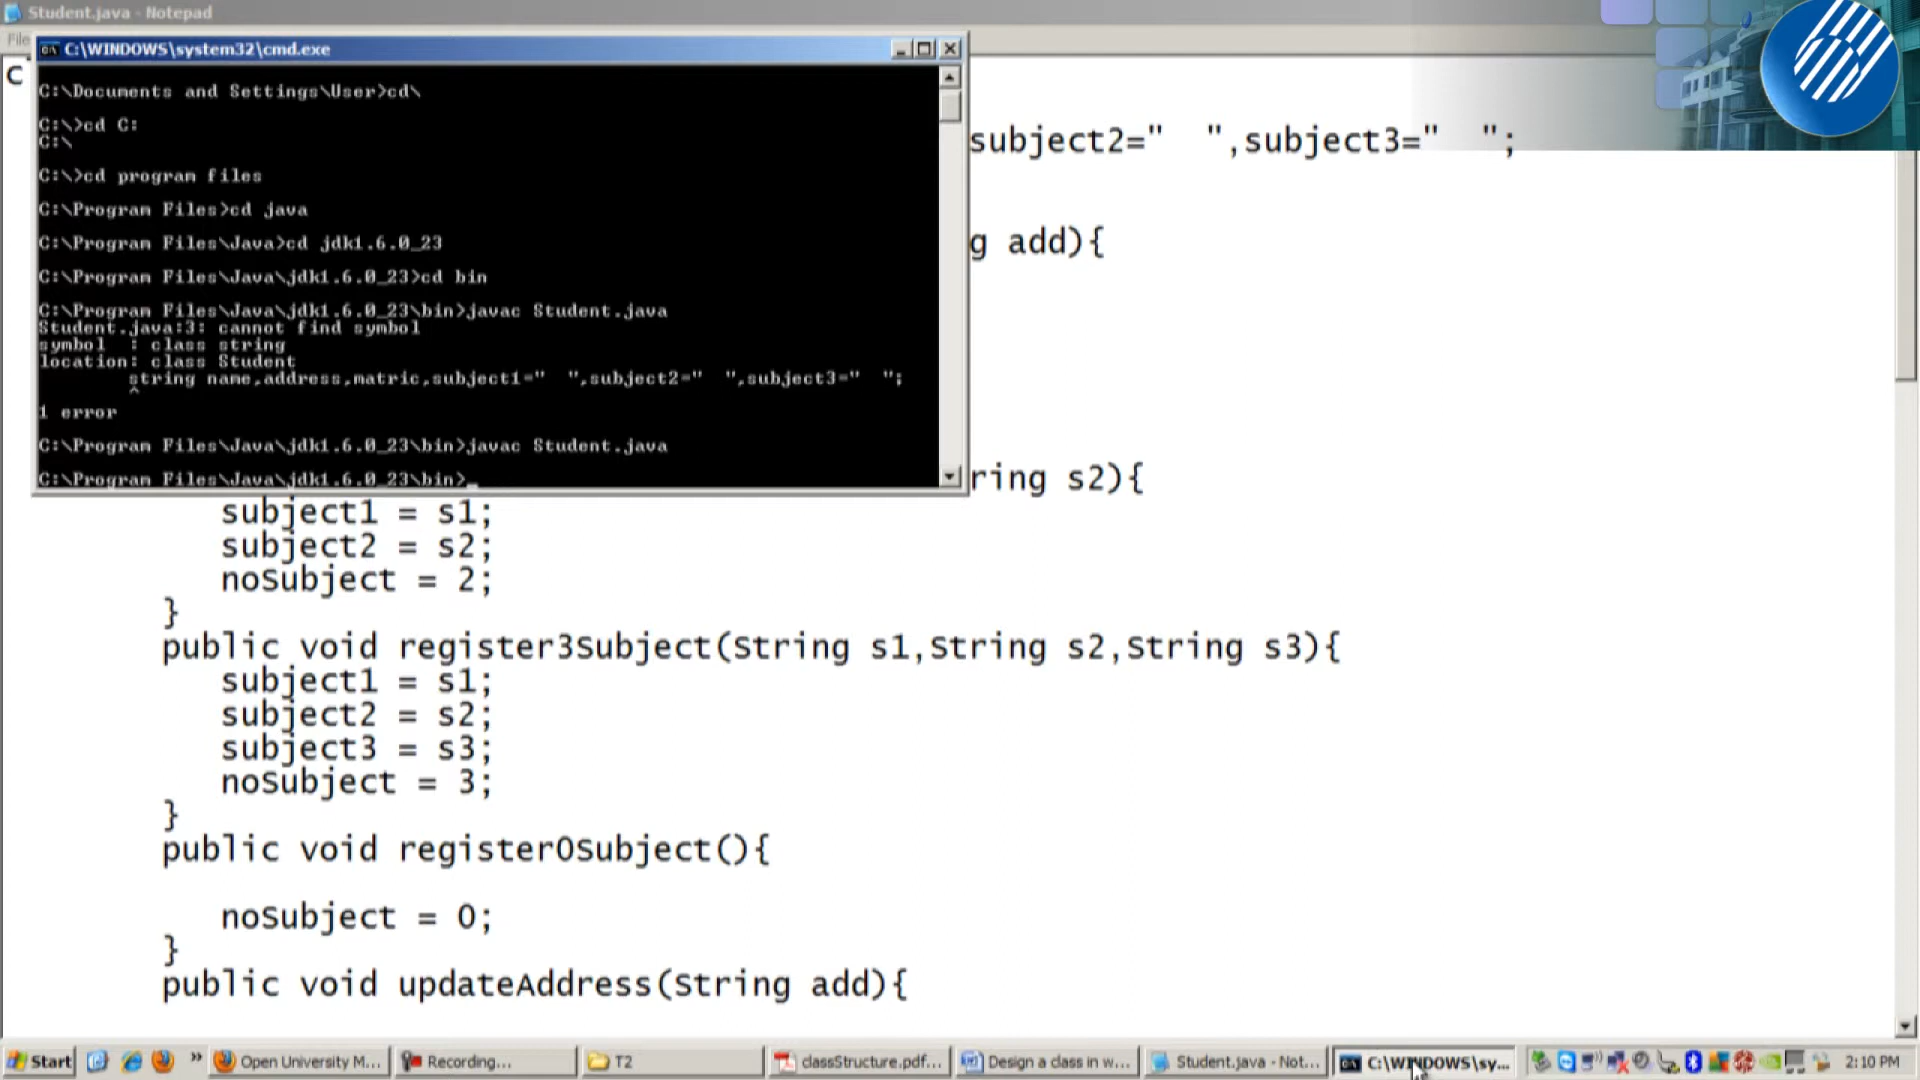 Student.java - Notepad
File
C:\WINDOWS\system32\cmd.exe
C
C:\Documents and Settings\User>cd\
C:\>cd C:
C:\
C:\>cd program files
C:\Program Files>cd java
C:\Program Files\Java>cd jdk1.6.0_23
C:\Program Files\Java\jdk1.6.0_23>cd bin
C:\Program Files\Java\jdk1.6.0_23\bin>javac Student.java
Student.java:3: cannot find symbol
symbol  : class string
location: class Student
string name,address,matric,subject1="  ",subject2="  ",subject3="  ";
^
1 error
C:\Program Files\Java\jdk1.6.0_23\bin>javac Student.java
C:\Program Files\Java\jdk1.6.0_23\bin>_
subject2="  ",subject3="  ";
g add){
ring s2){
subject1 = s1;
subject2 = s2;
noSubject = 2;
}
public void register3Subject(String s1,String s2,String s3){
subject1 = s1;
subject2 = s2;
subject3 = s3;
noSubject = 3;
}
public void register0Subject(){
noSubject = 0;
}
public void updateAddress(String add){
Start » Open University M... Recording... T2 classStructure.pdf... Design a class in w... Student.java - Not... C:\WINDOWS\sy... 2:10 PM